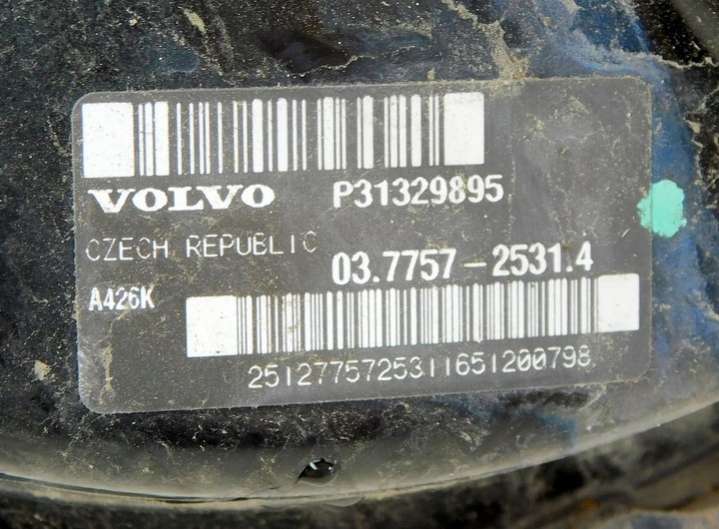 VOLVO P31329895
CZECH REPUBLIC
03.7757-2531.4
A426K
25127757253116512007​98